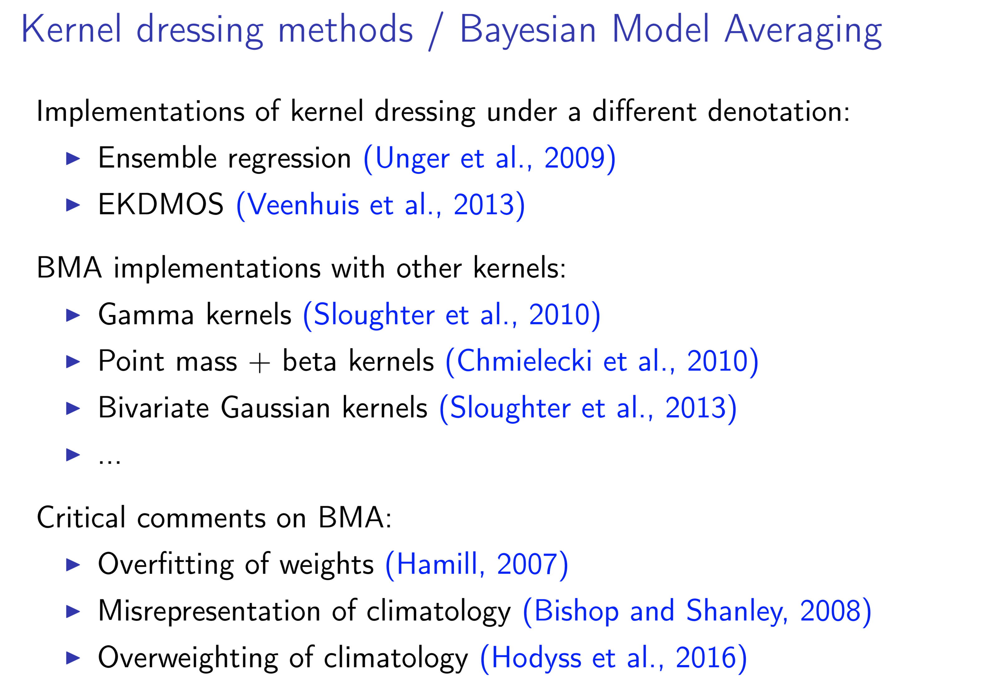 Kernel dressing methods / Bayesian Model Averaging
Implementations of kernel dressing under a different denotation:
▶ Ensemble regression (Unger et al., 2009)
▶ EKDMOS (Veenhuis et al., 2013)
BMA implementations with other kernels:
▶ Gamma kernels (Sloughter et al., 2010)
▶ Point mass + beta kernels (Chmielecki et al., 2010)
▶ Bivariate Gaussian kernels (Sloughter et al., 2013)
▶ ...
Critical comments on BMA:
▶ Overfitting of weights (Hamill, 2007)
▶ Misrepresentation of climatology (Bishop and Shanley, 2008)
▶ Overweighting of climatology (Hodyss et al., 2016)